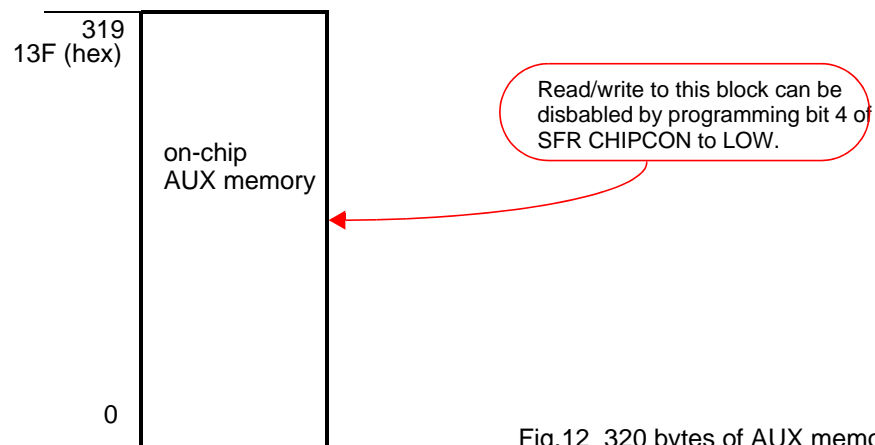 319
13F (hex)
on-chip
AUX memory
0
Read/write to this block can be
disbabled by programming bit 4 of
SFR CHIPCON to LOW.
Fig.12 320 bytes of AUX memo